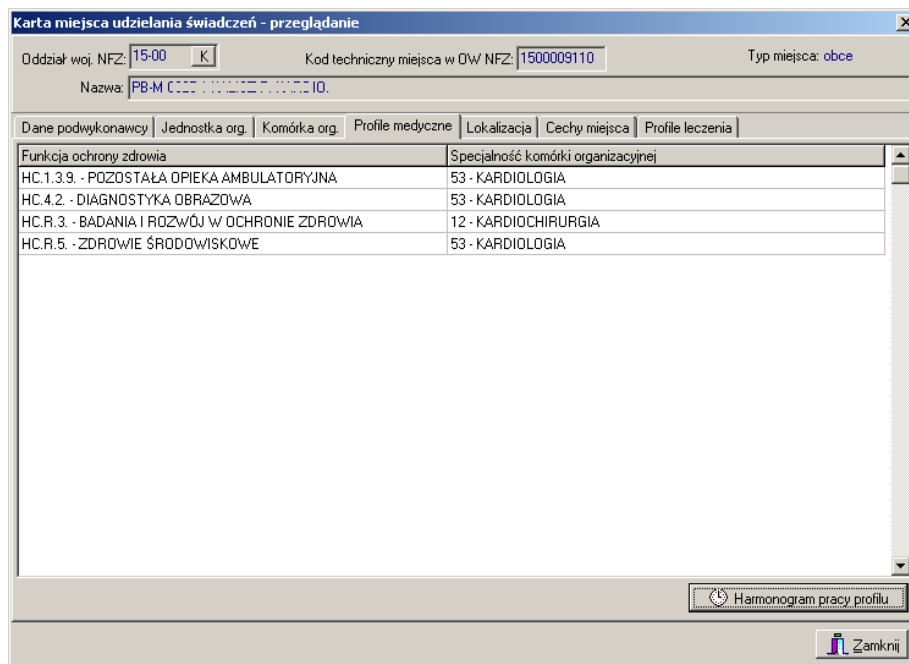 Karta miejsca udzielania świadczeń - przeglądanie
Oddział woj. NFZ: 15-00 K Kod techniczny miejsca w OW NFZ: 1500009110 Typ miejsca: obce
Nazwa: PB-M
Dane podwykonawcy Jednostka org. Komórka org. Profile medyczne Lokalizacja Cechy miejsca Profile leczenia
Funkcja ochrony zdrowia Specjalność komórki organizacyjnej
HC.1.3.9. - POZOSTAŁA OPIEKA AMBULATORYJNA 53 - KARDIOLOGIA
HC.4.2. - DIAGNOSTYKA OBRAZOWA 53 - KARDIOLOGIA
HC.R.3. - BADANIA I ROZWÓJ W OCHRONIE ZDROWIA 12 - KARDIOCHIRURGIA
HC.R.5. - ZDROWIE ŚRODOWISKOWE 53 - KARDIOLOGIA
Harmonogram pracy profilu
Zamknij